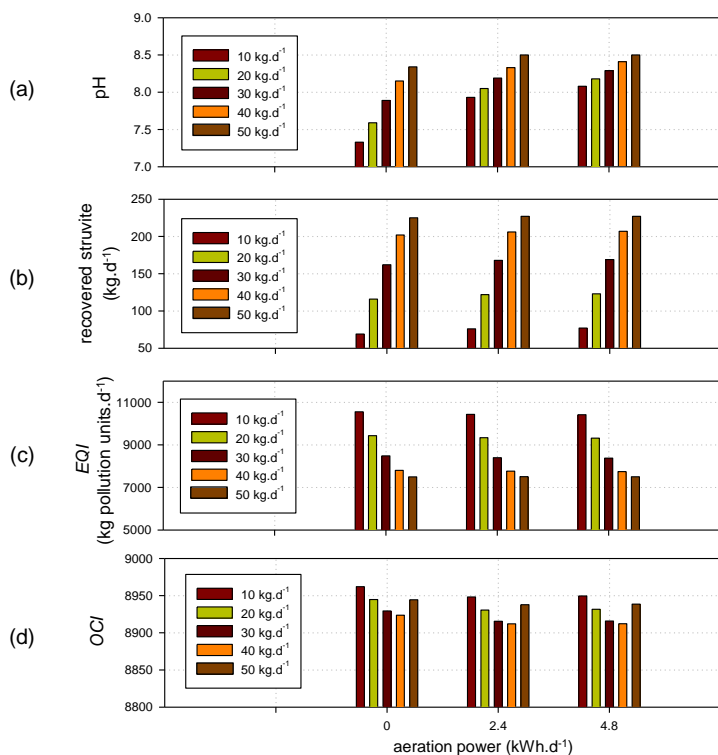 (a)
pH
9.0
8.5
8.0
7.5
7.0
10 kg.d⁻¹
20 kg.d⁻¹
30 kg.d⁻¹
40 kg.d⁻¹
50 kg.d⁻¹
(b)
recovered struvite
(kg.d⁻¹)
250
200
150
100
50
10 kg.d⁻¹
20 kg.d⁻¹
30 kg.d⁻¹
40 kg.d⁻¹
50 kg.d⁻¹
(c)
EQI
(kg pollution units.d⁻¹)
11000
9000
7000
5000
10 kg.d⁻¹
20 kg.d⁻¹
30 kg.d⁻¹
40 kg.d⁻¹
50 kg.d⁻¹
(d)
OCI
9000
8950
8900
8850
8800
10 kg.d⁻¹
20 kg.d⁻¹
30 kg.d⁻¹
40 kg.d⁻¹
50 kg.d⁻¹
0 2.4 4.8
aeration power (kWh.d⁻¹)